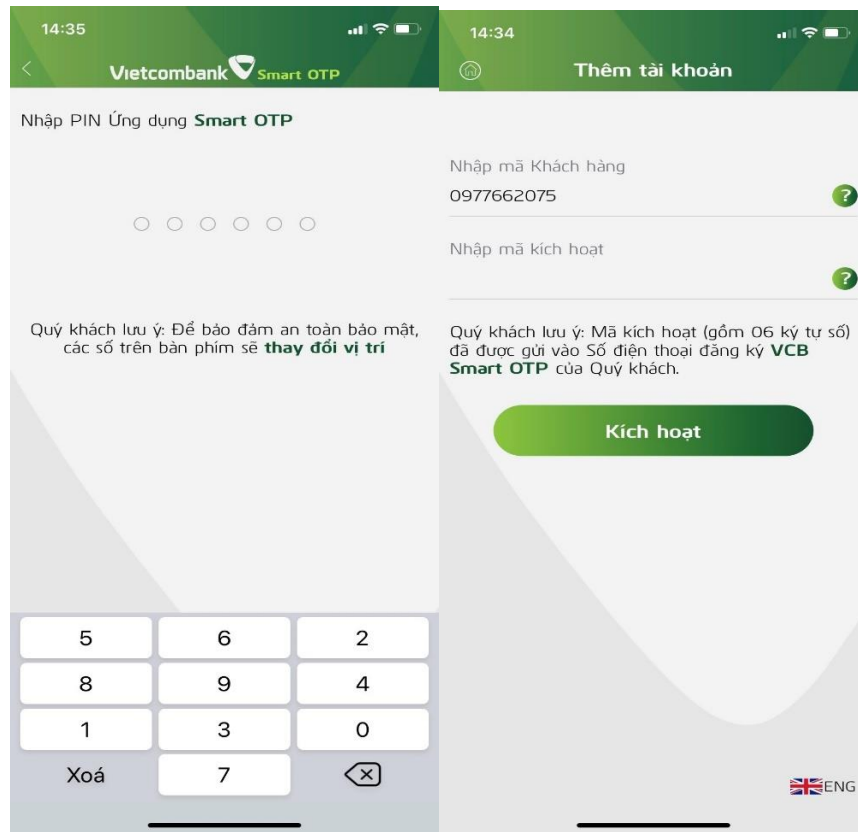 14:35
Vietcombank Smart OTP
Nhập PIN Ứng dụng Smart OTP
Quý khách lưu ý: Để bảo đảm an toàn bảo mật,
các số trên bàn phím sẽ thay đổi vị trí
5 6 2
8 9 4
1 3 0
Xoá 7
14:34
Thêm tài khoản
Nhập mã Khách hàng
0977662075 ?
Nhập mã kích hoạt
?
Quý khách lưu ý: Mã kích hoạt (gồm 06 ký tự số)
đã được gửi vào Số điện thoại đăng ký VCB
Smart OTP của Quý khách.
Kích hoạt
ENG